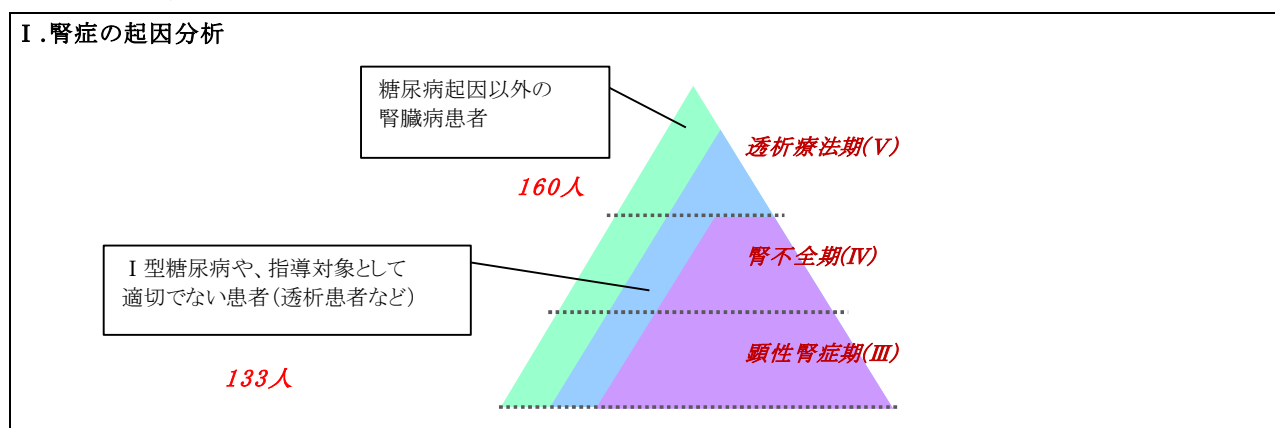 Ⅰ.腎症の起因分析
糖尿病起因以外の
腎臓病患者
透析療法期(Ⅴ)
160人
Ⅰ型糖尿病や、指導対象として
適切でない患者(透析患者など)
腎不全期(Ⅳ)
顕性腎症期(Ⅲ)
133人